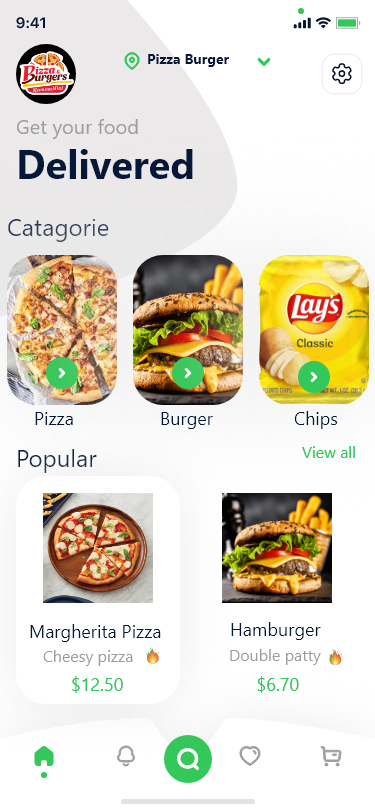 9:41
Pizza Burger
Bizza &
Burgers
Get your food
Delivered
Catagorie
Lay's
Classic
Pizza
Burger
Chips
View all
Popular
Margherita Pizza
Hamburger
Cheesy pizza
Double patty
$12.50
$6.70